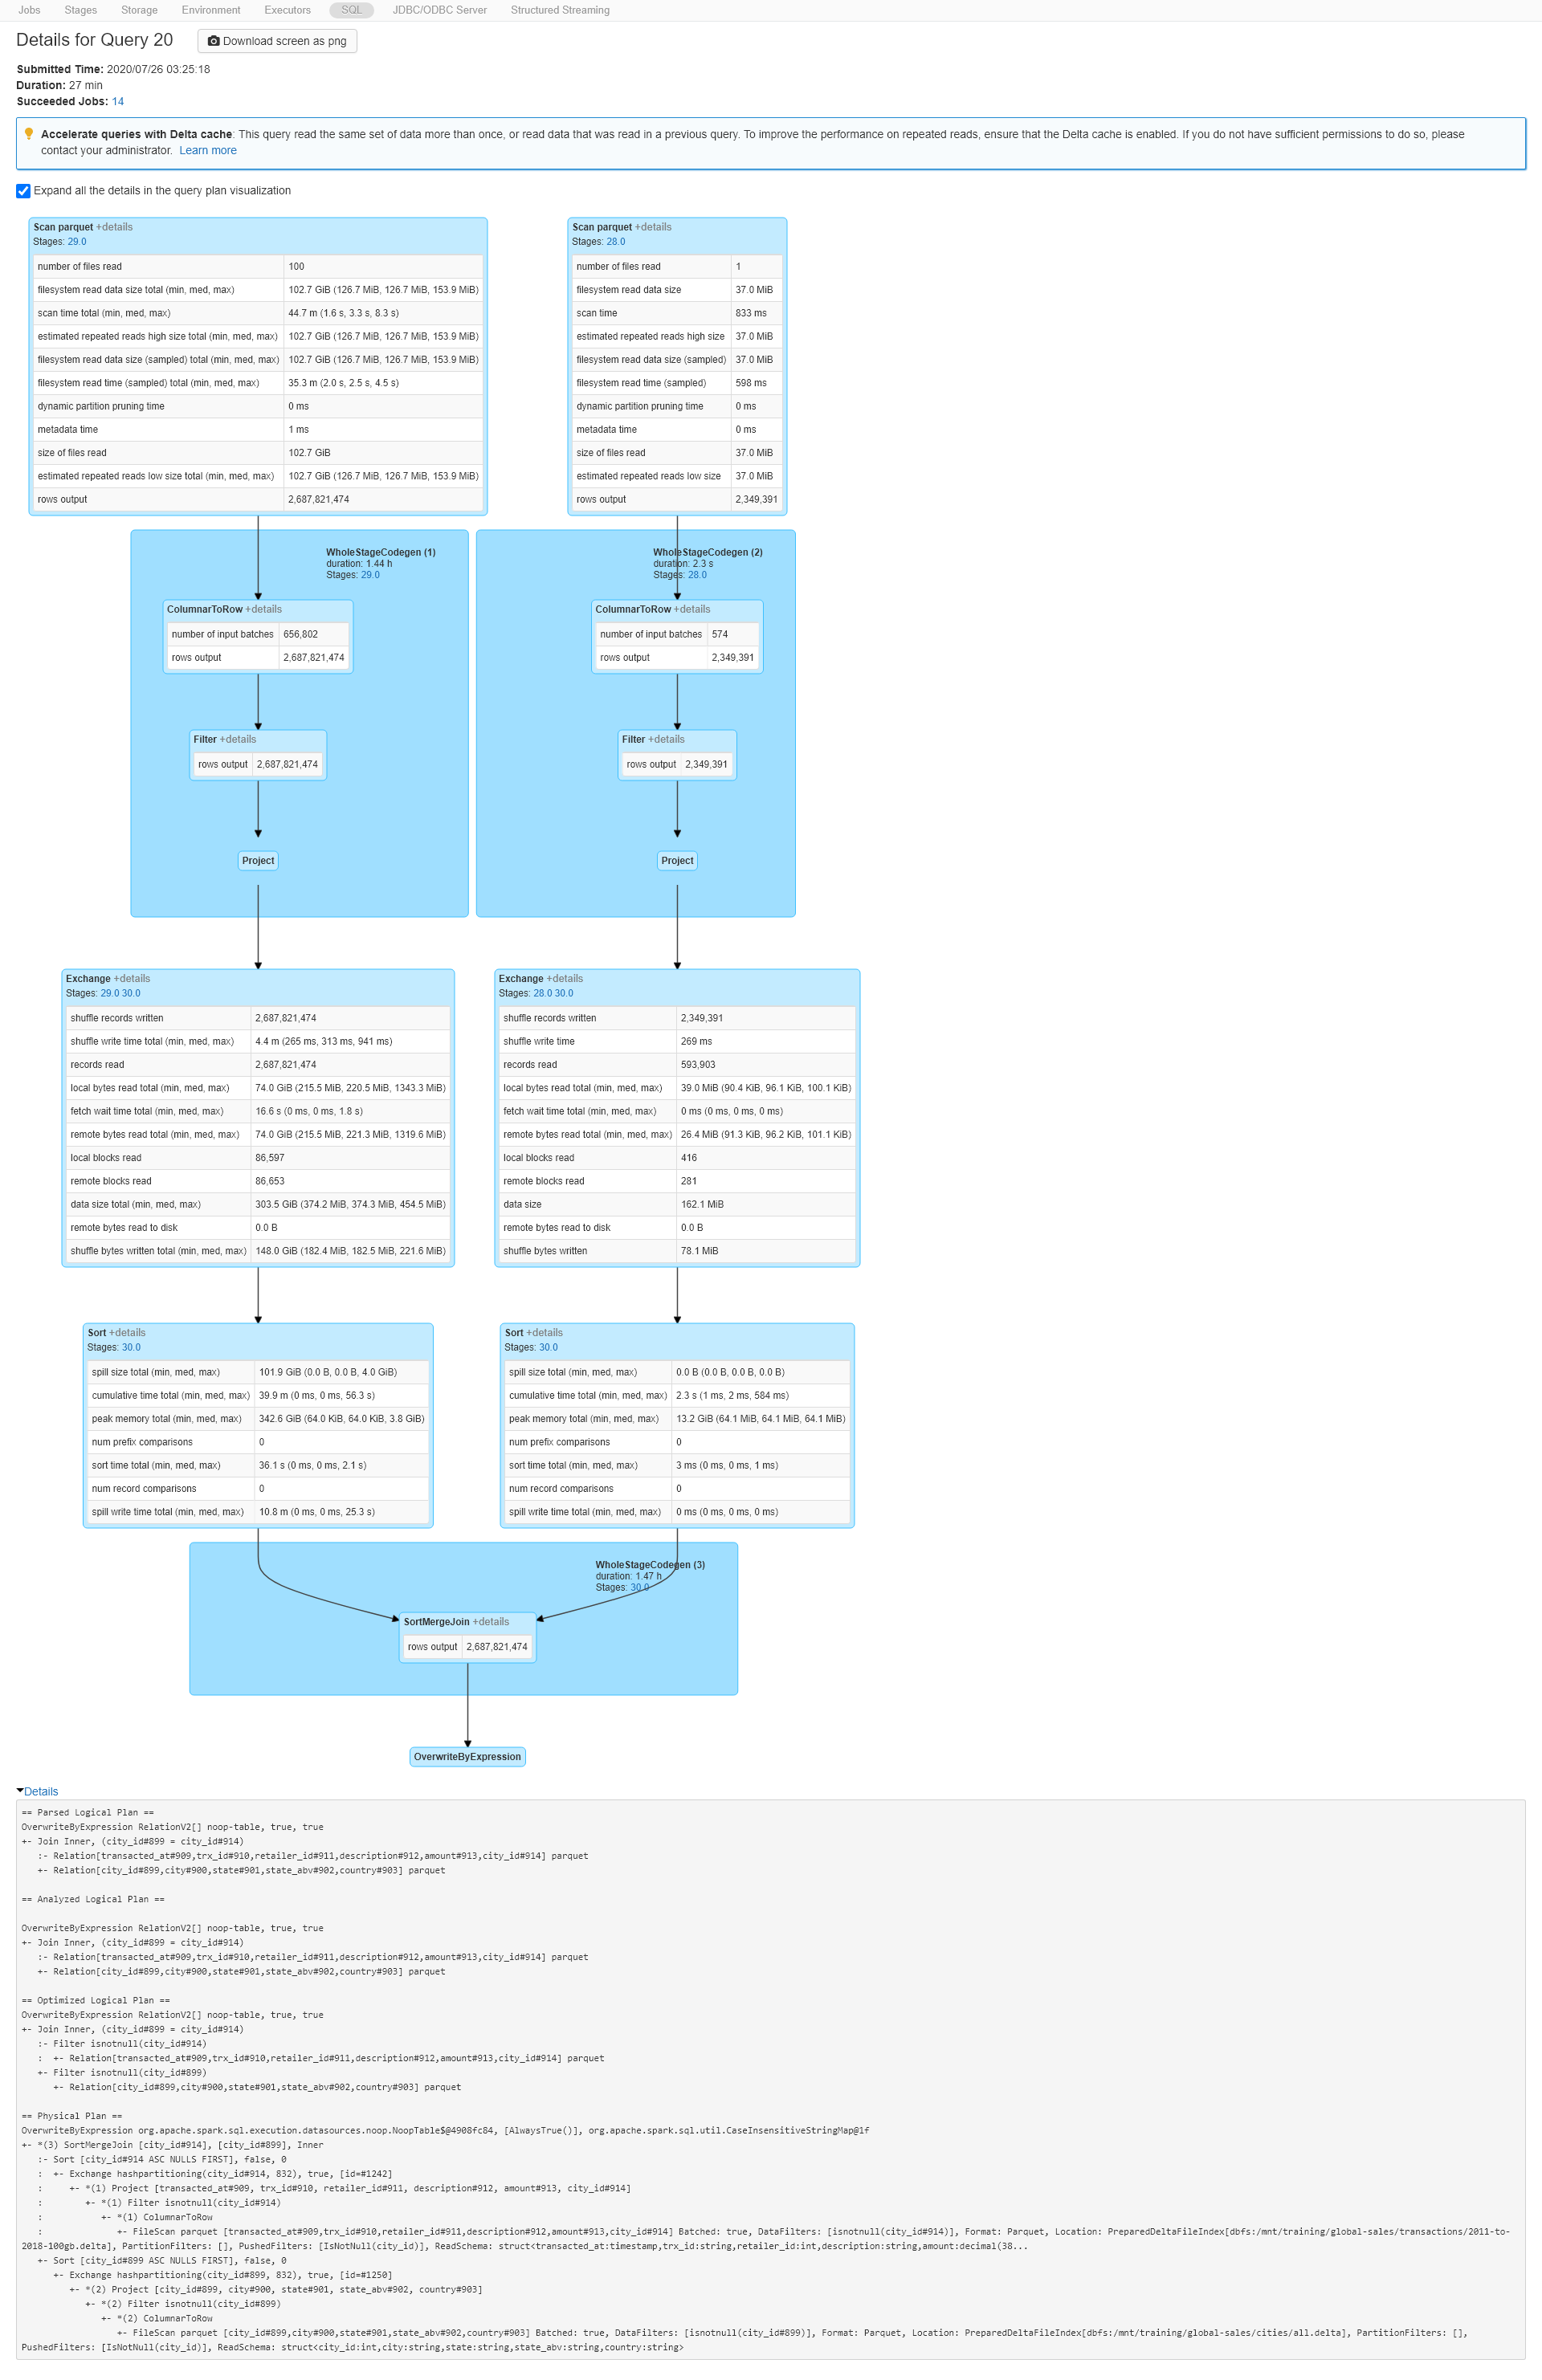 Jobs Stages Storage Environment Executors SQL JDBC/ODBC Server Structured Streaming
Details for Query 20 Download screen as png
Submitted Time: 2020/07/26 03:25:18
Duration: 27 min
Succeeded Jobs: 14
Accelerate queries with Delta cache: This query read the same set of data more than once, or read data that was read in a previous query. To improve the performance on repeated reads, ensure that the Delta cache is enabled. If you do not have sufficient permissions to do so, please
contact your administrator. Learn more
Expand all the details in the query plan visualization
Scan parquet +details
Stages: 29.0
number of files read 100
filesystem read data size total (min, med, max) 102.7 GiB (126.7 MiB, 126.7 MiB, 153.9 MiB)
scan time total (min, med, max) 44.7 m (1.6 s, 3.3 s, 8.3 s)
estimated repeated reads high size total (min, med, max) 102.7 GiB (126.7 MiB, 126.7 MiB, 153.9 MiB)
filesystem read data size (sampled) total (min, med, max) 102.7 GiB (126.7 MiB, 126.7 MiB, 153.9 MiB)
filesystem read time (sampled) total (min, med, max) 35.3 m (2.0 s, 2.5 s, 4.5 s)
dynamic partition pruning time 0 ms
metadata time 1 ms
size of files read 102.7 GiB
estimated repeated reads low size total (min, med, max) 102.7 GiB (126.7 MiB, 126.7 MiB, 153.9 MiB)
rows output 2,687,821,474
Scan parquet +details
Stages: 28.0
number of files read 1
filesystem read data size 37.0 MiB
scan time 833 ms
estimated repeated reads high size 37.0 MiB
filesystem read data size (sampled) 37.0 MiB
filesystem read time (sampled) 598 ms
dynamic partition pruning time 0 ms
metadata time 0 ms
size of files read 37.0 MiB
estimated repeated reads low size 37.0 MiB
rows output 2,349,391
WholeStageCodegen (1)
duration: 1.44 h
Stages: 29.0
ColumnarToRow +details
number of input batches 656,802
rows output 2,687,821,474
Filter +details
rows output 2,687,821,474
Project
WholeStageCodegen (2)
duration: 2.3 s
Stages: 28.0
ColumnarToRow +details
number of input batches 574
rows output 2,349,391
Filter +details
rows output 2,349,391
Project
Exchange +details
Stages: 29.0 30.0
shuffle records written 2,687,821,474
shuffle write time total (min, med, max) 4.4 m (265 ms, 313 ms, 941 ms)
records read 2,687,821,474
local bytes read total (min, med, max) 74.0 GiB (215.5 MiB, 220.5 MiB, 1343.3 MiB)
fetch wait time total (min, med, max) 16.6 s (0 ms, 0 ms, 1.8 s)
remote bytes read total (min, med, max) 74.0 GiB (215.5 MiB, 221.3 MiB, 1319.6 MiB)
local blocks read 86,597
remote blocks read 86,653
data size total (min, med, max) 303.5 GiB (374.2 MiB, 374.3 MiB, 454.5 MiB)
remote bytes read to disk 0.0 B
shuffle bytes written total (min, med, max) 148.0 GiB (182.4 MiB, 182.5 MiB, 221.6 MiB)
Exchange +details
Stages: 28.0 30.0
shuffle records written 2,349,391
shuffle write time 269 ms
records read 593,903
local bytes read total (min, med, max) 39.0 MiB (90.4 KiB, 96.1 KiB, 100.1 KiB)
fetch wait time total (min, med, max) 0 ms (0 ms, 0 ms, 0 ms)
remote bytes read total (min, med, max) 26.4 MiB (91.3 KiB, 96.2 KiB, 101.1 KiB)
local blocks read 416
remote blocks read 281
data size 162.1 MiB
remote bytes read to disk 0.0 B
shuffle bytes written 78.1 MiB
Sort +details
Stages: 30.0
spill size total (min, med, max) 101.9 GiB (0.0 B, 0.0 B, 4.0 GiB)
cumulative time total (min, med, max) 39.9 m (0 ms, 0 ms, 56.3 s)
peak memory total (min, med, max) 342.6 GiB (64.0 KiB, 64.0 KiB, 3.8 GiB)
num prefix comparisons 0
sort time total (min, med, max) 36.1 s (0 ms, 0 ms, 2.1 s)
num record comparisons 0
spill write time total (min, med, max) 10.8 m (0 ms, 0 ms, 25.3 s)
Sort +details
Stages: 30.0
spill size total (min, med, max) 0.0 B (0.0 B, 0.0 B, 0.0 B)
cumulative time total (min, med, max) 2.3 s (1 ms, 2 ms, 584 ms)
peak memory total (min, med, max) 13.2 GiB (64.1 MiB, 64.1 MiB, 64.1 MiB)
num prefix comparisons 0
sort time total (min, med, max) 3 ms (0 ms, 0 ms, 1 ms)
num record comparisons 0
spill write time total (min, med, max) 0 ms (0 ms, 0 ms, 0 ms)
WholeStageCodegen (3)
duration: 1.47 h
Stages: 30.0
SortMergeJoin +details
rows output 2,687,821,474
OverwriteByExpression
Details
== Parsed Logical Plan ==
OverwriteByExpression RelationV2[] noop-table, true, true
+- Join Inner, (city_id#899 = city_id#914)
   :- Relation[transacted_at#909,trx_id#910,retailer_id#911,description#912,amount#913,city_id#914] parquet
   +- Relation[city_id#899,city#900,state#901,state_abv#902,country#903] parquet
== Analyzed Logical Plan ==
OverwriteByExpression RelationV2[] noop-table, true, true
+- Join Inner, (city_id#899 = city_id#914)
   :- Relation[transacted_at#909,trx_id#910,retailer_id#911,description#912,amount#913,city_id#914] parquet
   +- Relation[city_id#899,city#900,state#901,state_abv#902,country#903] parquet
== Optimized Logical Plan ==
OverwriteByExpression RelationV2[] noop-table, true, true
+- Join Inner, (city_id#899 = city_id#914)
   :- Filter isnotnull(city_id#914)
   :  +- Relation[transacted_at#909,trx_id#910,retailer_id#911,description#912,amount#913,city_id#914] parquet
   +- Filter isnotnull(city_id#899)
      +- Relation[city_id#899,city#900,state#901,state_abv#902,country#903] parquet
== Physical Plan ==
OverwriteByExpression org.apache.spark.sql.execution.datasources.noop.NoopTable$@4908fc84, [AlwaysTrue()], org.apache.spark.sql.util.CaseInsensitiveStringMap@1f
+- *(3) SortMergeJoin [city_id#914], [city_id#899], Inner
   :- Sort [city_id#914 ASC NULLS FIRST], false, 0
   :  +- Exchange hashpartitioning(city_id#914, 832), true, [id=#1242]
   :     +- *(1) Project [transacted_at#909, trx_id#910, retailer_id#911, description#912, amount#913, city_id#914]
   :        +- *(1) Filter isnotnull(city_id#914)
   :           +- *(1) ColumnarToRow
   :              +- FileScan parquet [transacted_at#909,trx_id#910,retailer_id#911,description#912,amount#913,city_id#914] Batched: true, DataFilters: [isnotnull(city_id#914)], Format: Parquet, Location: PreparedDeltaFileIndex[dbfs:/mnt/training/global-sales/transactions/2011-to-
2018-100gb.delta], PartitionFilters: [], PushedFilters: [IsNotNull(city_id)], ReadSchema: struct<transacted_at:timestamp,trx_id:string,retailer_id:int,description:string,amount:decimal(38...
   +- Sort [city_id#899 ASC NULLS FIRST], false, 0
      +- Exchange hashpartitioning(city_id#899, 832), true, [id=#1250]
         +- *(2) Project [city_id#899, city#900, state#901, state_abv#902, country#903]
            +- *(2) Filter isnotnull(city_id#899)
               +- *(2) ColumnarToRow
                  +- FileScan parquet [city_id#899,city#900,state#901,state_abv#902,country#903] Batched: true, DataFilters: [isnotnull(city_id#899)], Format: Parquet, Location: PreparedDeltaFileIndex[dbfs:/mnt/training/global-sales/cities/all.delta], PartitionFilters: [],
PushedFilters: [IsNotNull(city_id)], ReadSchema: struct<city_id:int,city:string,state:string,state_abv:string,country:string>